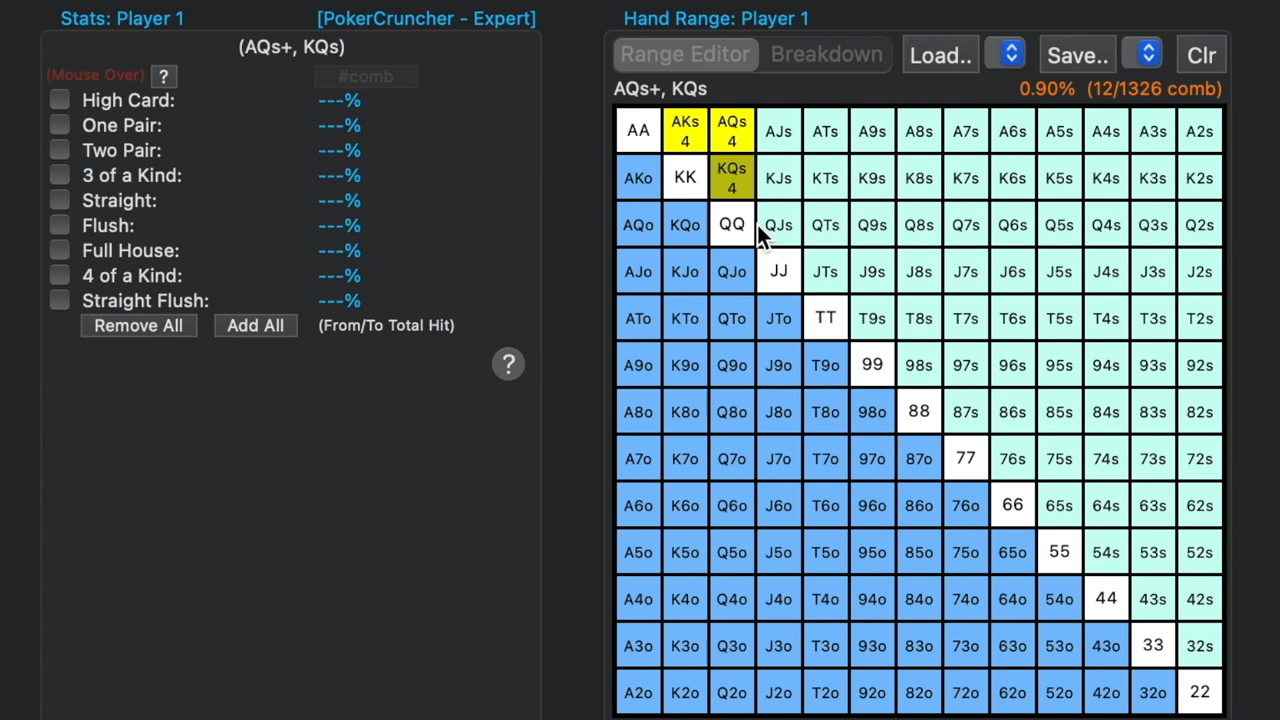 Stats: Player 1 [PokerCruncher - Expert]
(AQs+, KQs)
(Mouse Over) ? #comb
High Card: ---%
One Pair: ---%
Two Pair: ---%
3 of a Kind: ---%
Straight: ---%
Flush: ---%
Full House: ---%
4 of a Kind: ---%
Straight Flush: ---%
Remove All Add All (From/To Total Hit)
?
Hand Range: Player 1
Range Editor Breakdown Load.. Save.. Clr
AQs+, KQs 0.90% (12/1326 comb)
AA AKs 4 AQs 4 AJs ATs A9s A8s A7s A6s A5s A4s A3s A2s
AKo KK KQs 4 KJs KTs K9s K8s K7s K6s K5s K4s K3s K2s
AQo KQo QQ QJs QTs Q9s Q8s Q7s Q6s Q5s Q4s Q3s Q2s
AJo KJo QJo JJ JTs J9s J8s J7s J6s J5s J4s J3s J2s
ATo KTo QTo JTo TT T9s T8s T7s T6s T5s T4s T3s T2s
A9o K9o Q9o J9o T9o 99 98s 97s 96s 95s 94s 93s 92s
A8o K8o Q8o J8o T8o 98o 88 87s 86s 85s 84s 83s 82s
A7o K7o Q7o J7o T7o 97o 87o 77 76s 75s 74s 73s 72s
A6o K6o Q6o J6o T6o 96o 86o 76o 66 65s 64s 63s 62s
A5o K5o Q5o J5o T5o 95o 85o 75o 65o 55 54s 53s 52s
A4o K4o Q4o J4o T4o 94o 84o 74o 64o 54o 44 43s 42s
A3o K3o Q3o J3o T3o 93o 83o 73o 63o 53o 43o 33 32s
A2o K2o Q2o J2o T2o 92o 82o 72o 62o 52o 42o 32o 22